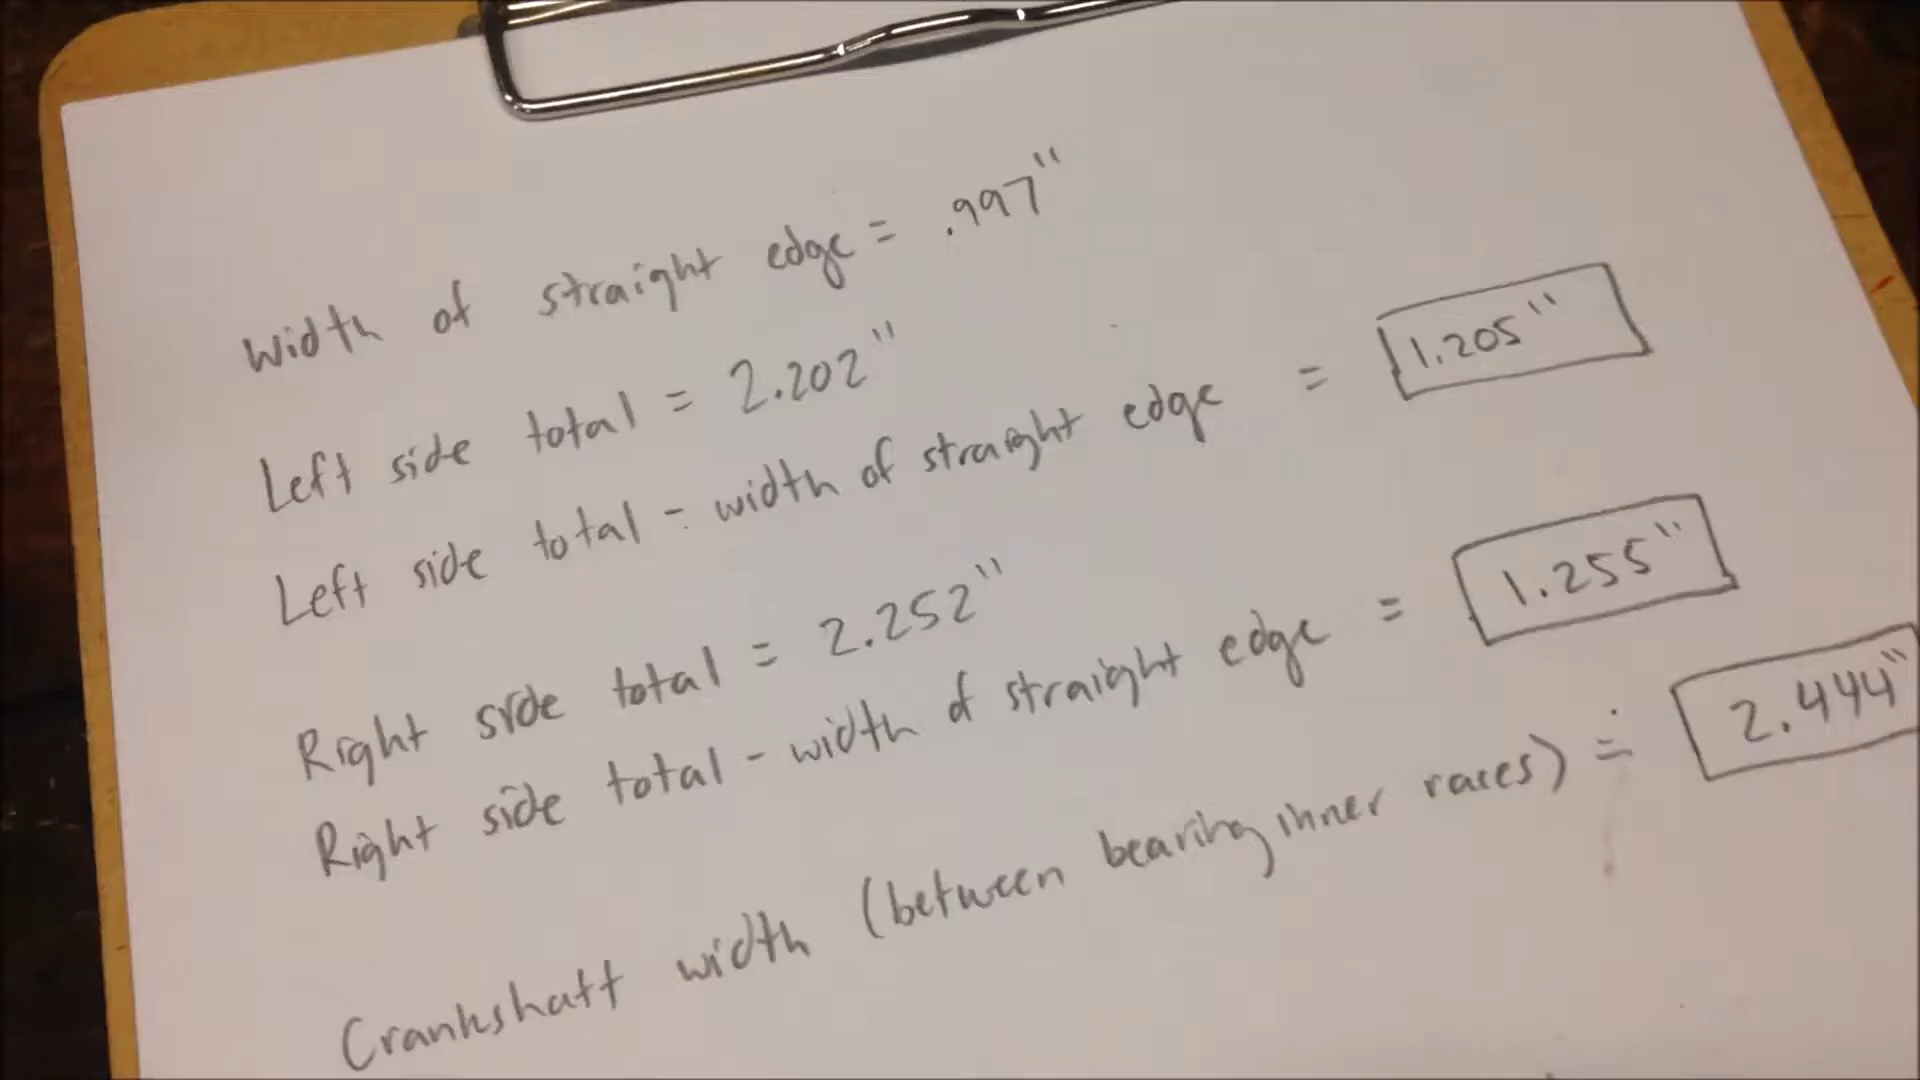 Width of straight edge = .997"
Left side total = 2.202"
Left side total - width of straight edge = 1.205"
Right side total = 2.252"
Right side total - width of straight edge = 1.255"
Crankshaft width (between bearing inner races) = 2.444"